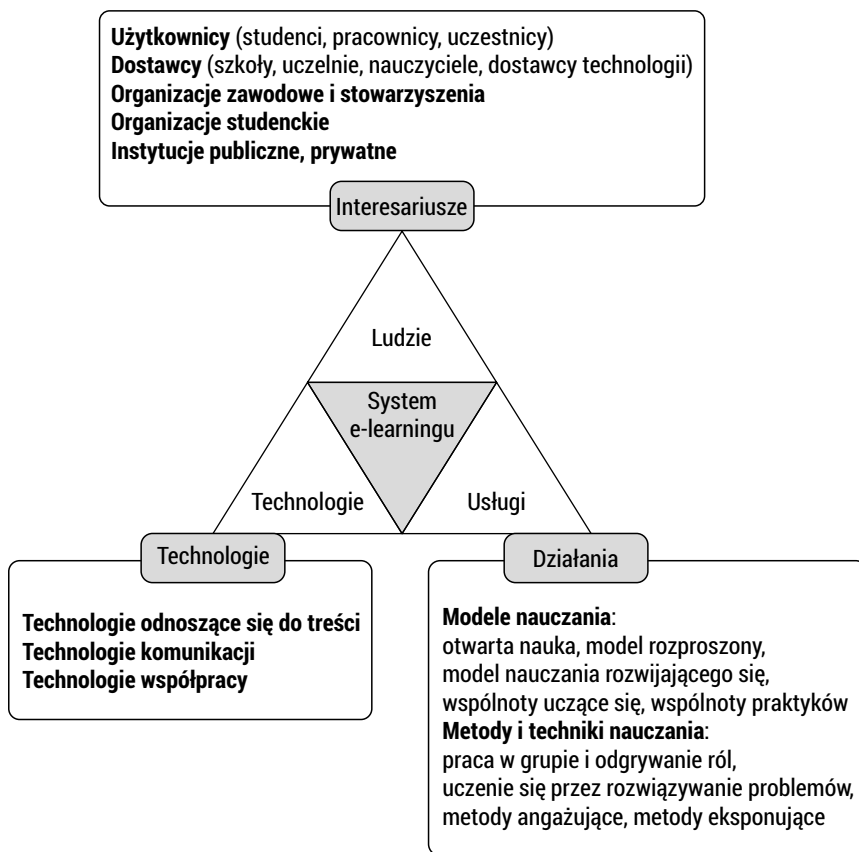 Użytkownicy (studenci, pracownicy, uczestnicy)
Dostawcy (szkoły, uczelnie, nauczyciele, dostawcy technologii)
Organizacje zawodowe i stowarzyszenia
Organizacje studenckie
Instytucje publiczne, prywatne
Interesariusze
Ludzie
System
e-learningu
Technologie
Usługi
Technologie
Technologie odnoszące się do treści
Technologie komunikacji
Technologie współpracy
Działania
Modele nauczania:
otwarta nauka, model rozproszony,
model nauczania rozwijającego się,
wspólnoty uczące się, wspólnoty praktyków
Metody i techniki nauczania:
praca w grupie i odgrywanie ról,
uczenie się przez rozwiązywanie problemów,
metody angażujące, metody eksponujące